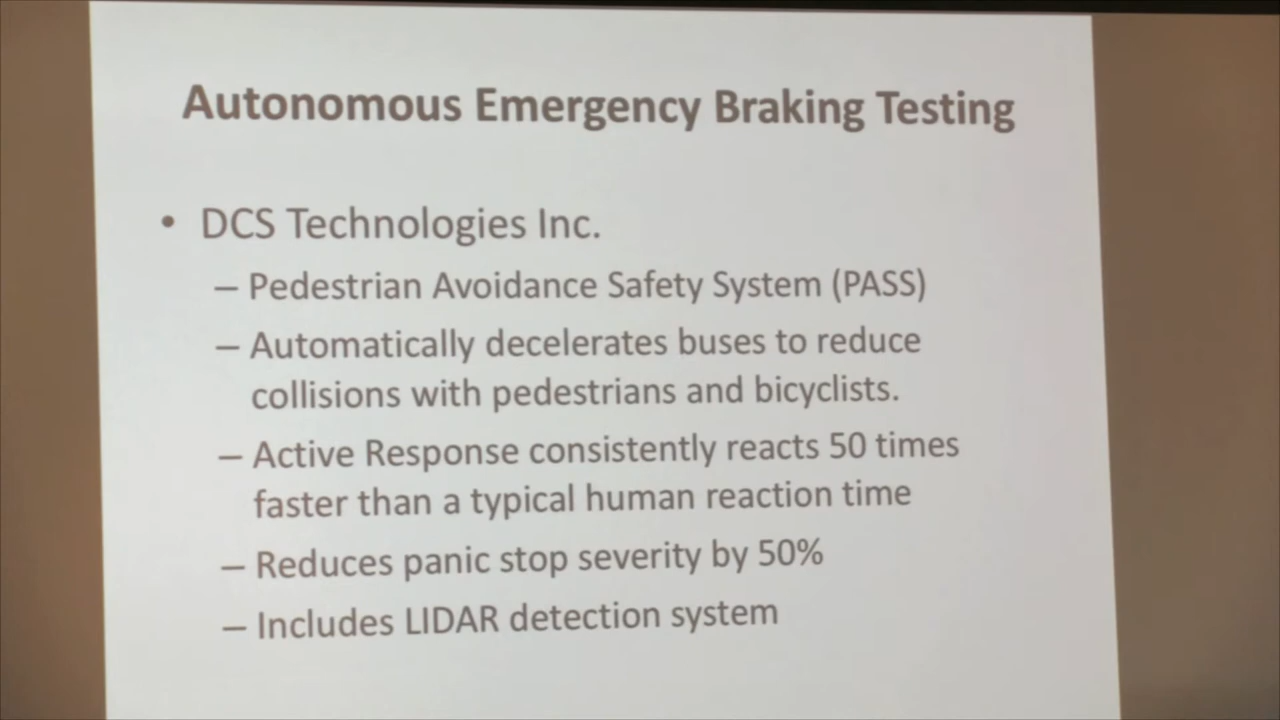 Autonomous Emergency Braking Testing
• DCS Technologies Inc.
– Pedestrian Avoidance Safety System (PASS)
– Automatically decelerates buses to reduce
collisions with pedestrians and bicyclists.
– Active Response consistently reacts 50 times
faster than a typical human reaction time
– Reduces panic stop severity by 50%
– Includes LIDAR detection system